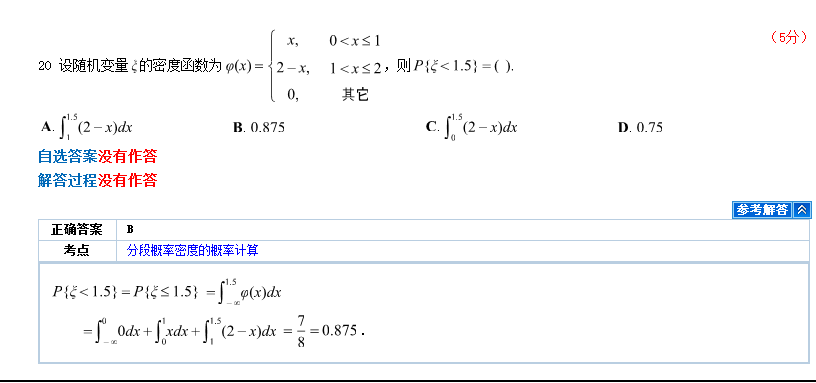 (5分)
20 设随机变量ξ的密度函数为φ(x)={x, 0<x≤1
2−x, 1<x≤2
0, 其它
,则P{ξ<1.5}=( ).
A. ∫_1^1.5 (2−x)dx B. 0.875 C. ∫_0^1.5 (2−x)dx D. 0.75
自选答案没有作答
解答过程没有作答
参考解答
正确答案 B
考点 分段概率密度的概率计算
P{ξ<1.5}=P{ξ≤1.5} =∫_−∞^1.5 φ(x)dx
=∫_−∞^0 0dx+∫_0^1 xdx+∫_1^1.5 (2−x)dx =7/8=0.875.